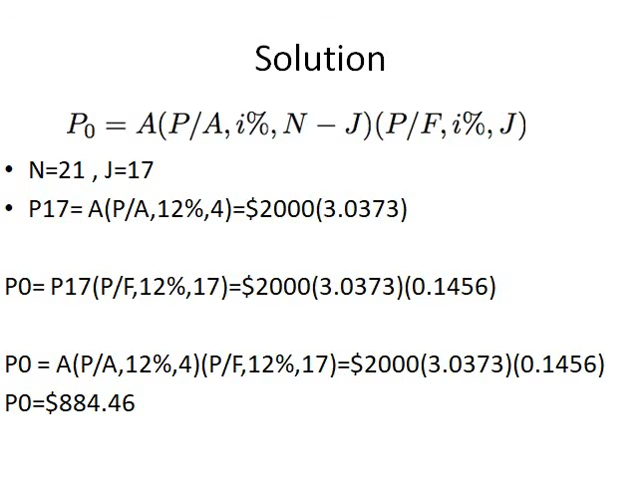 Solution
P₀ = A(P/A, i%, N − J)(P/F, i%, J)
• N=21 , J=17
• P17= A(P/A,12%,4)=$2000(3.0373)
P0= P17(P/F,12%,17)=$2000(3.0373)(0.1456)
P0 = A(P/A,12%,4)(P/F,12%,17)=$2000(3.0373)(0.1456)
P0=$884.46